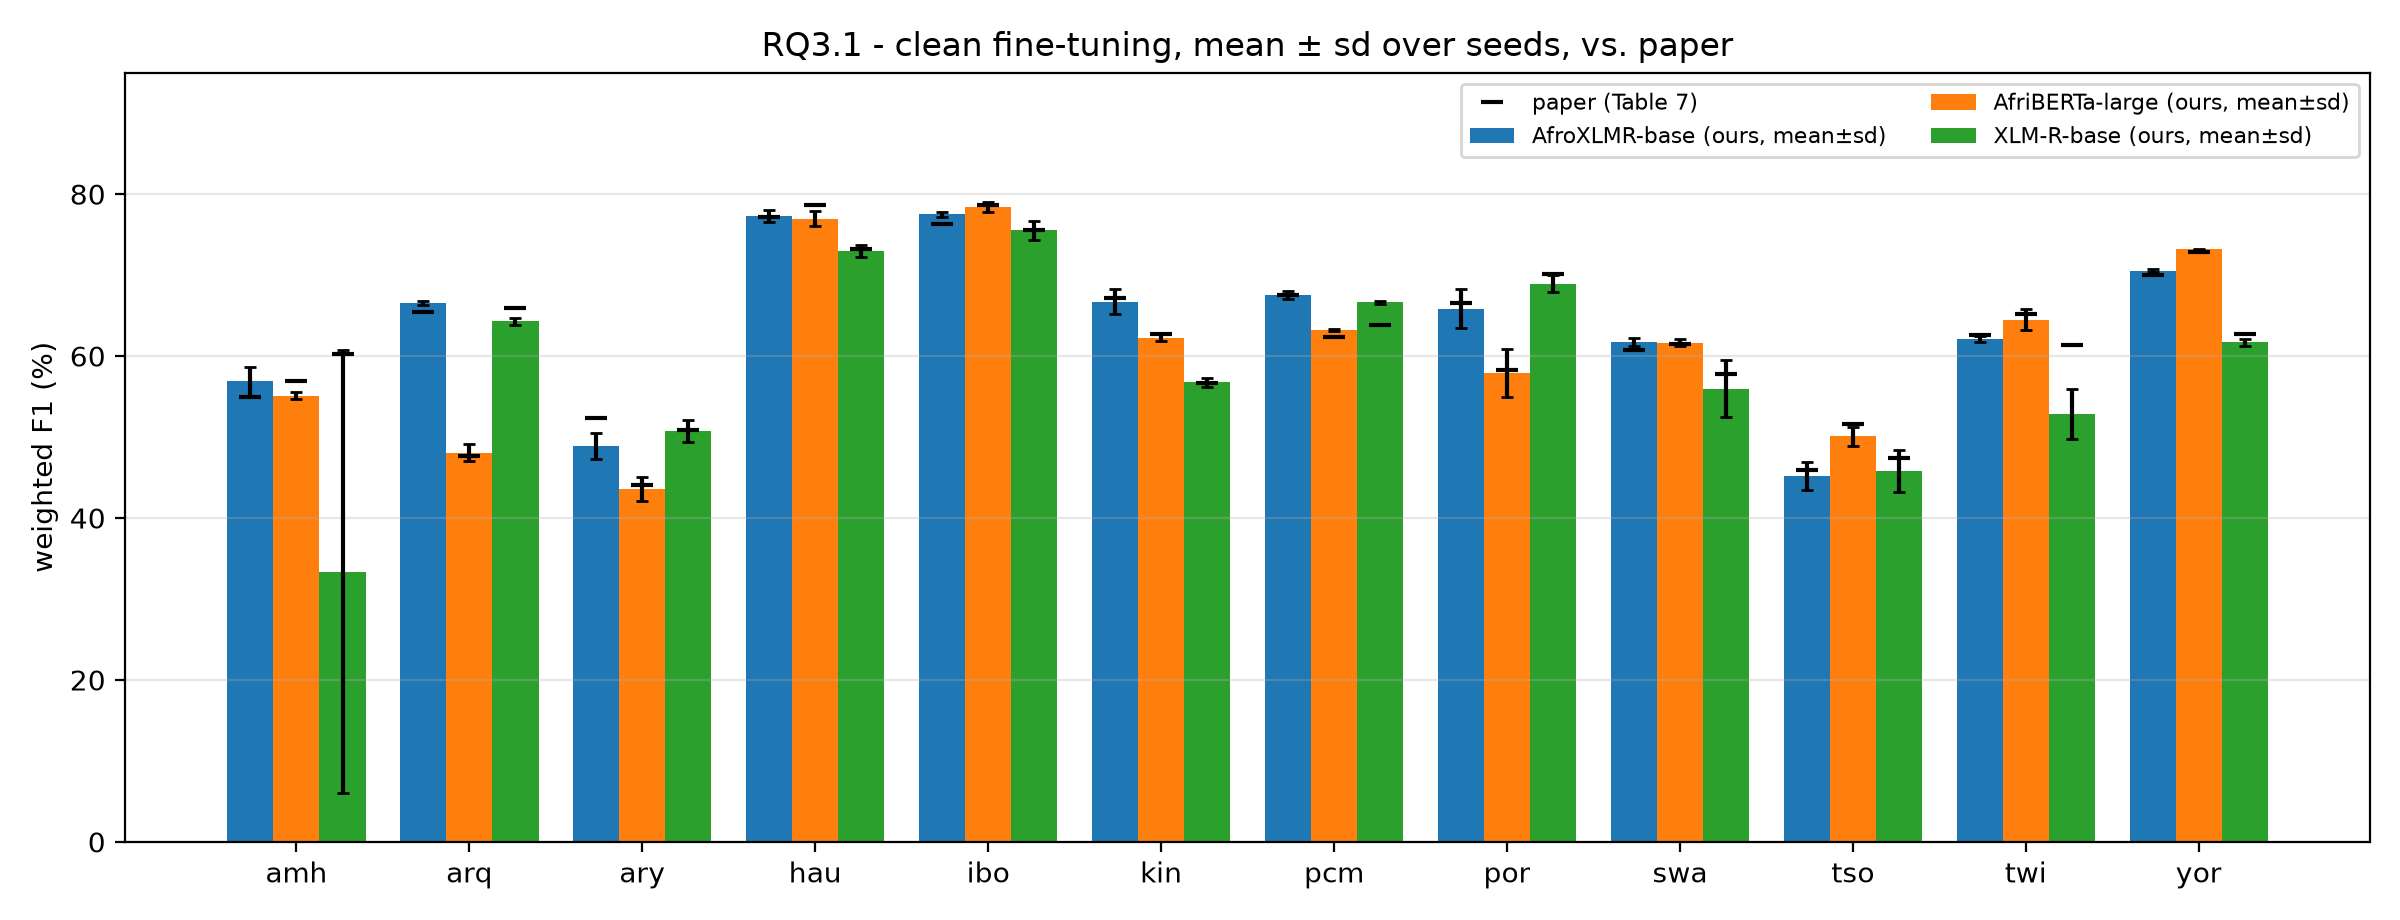 RQ3.1 - clean fine-tuning, mean ± sd over seeds, vs. paper
paper (Table 7)
AfroXLMR-base (ours, mean±sd)
AfriBERTa-large (ours, mean±sd)
XLM-R-base (ours, mean±sd)
weighted F1 (%)
80
60
40
20
0
amh arq ary hau ibo kin pcm por swa tso twi yor